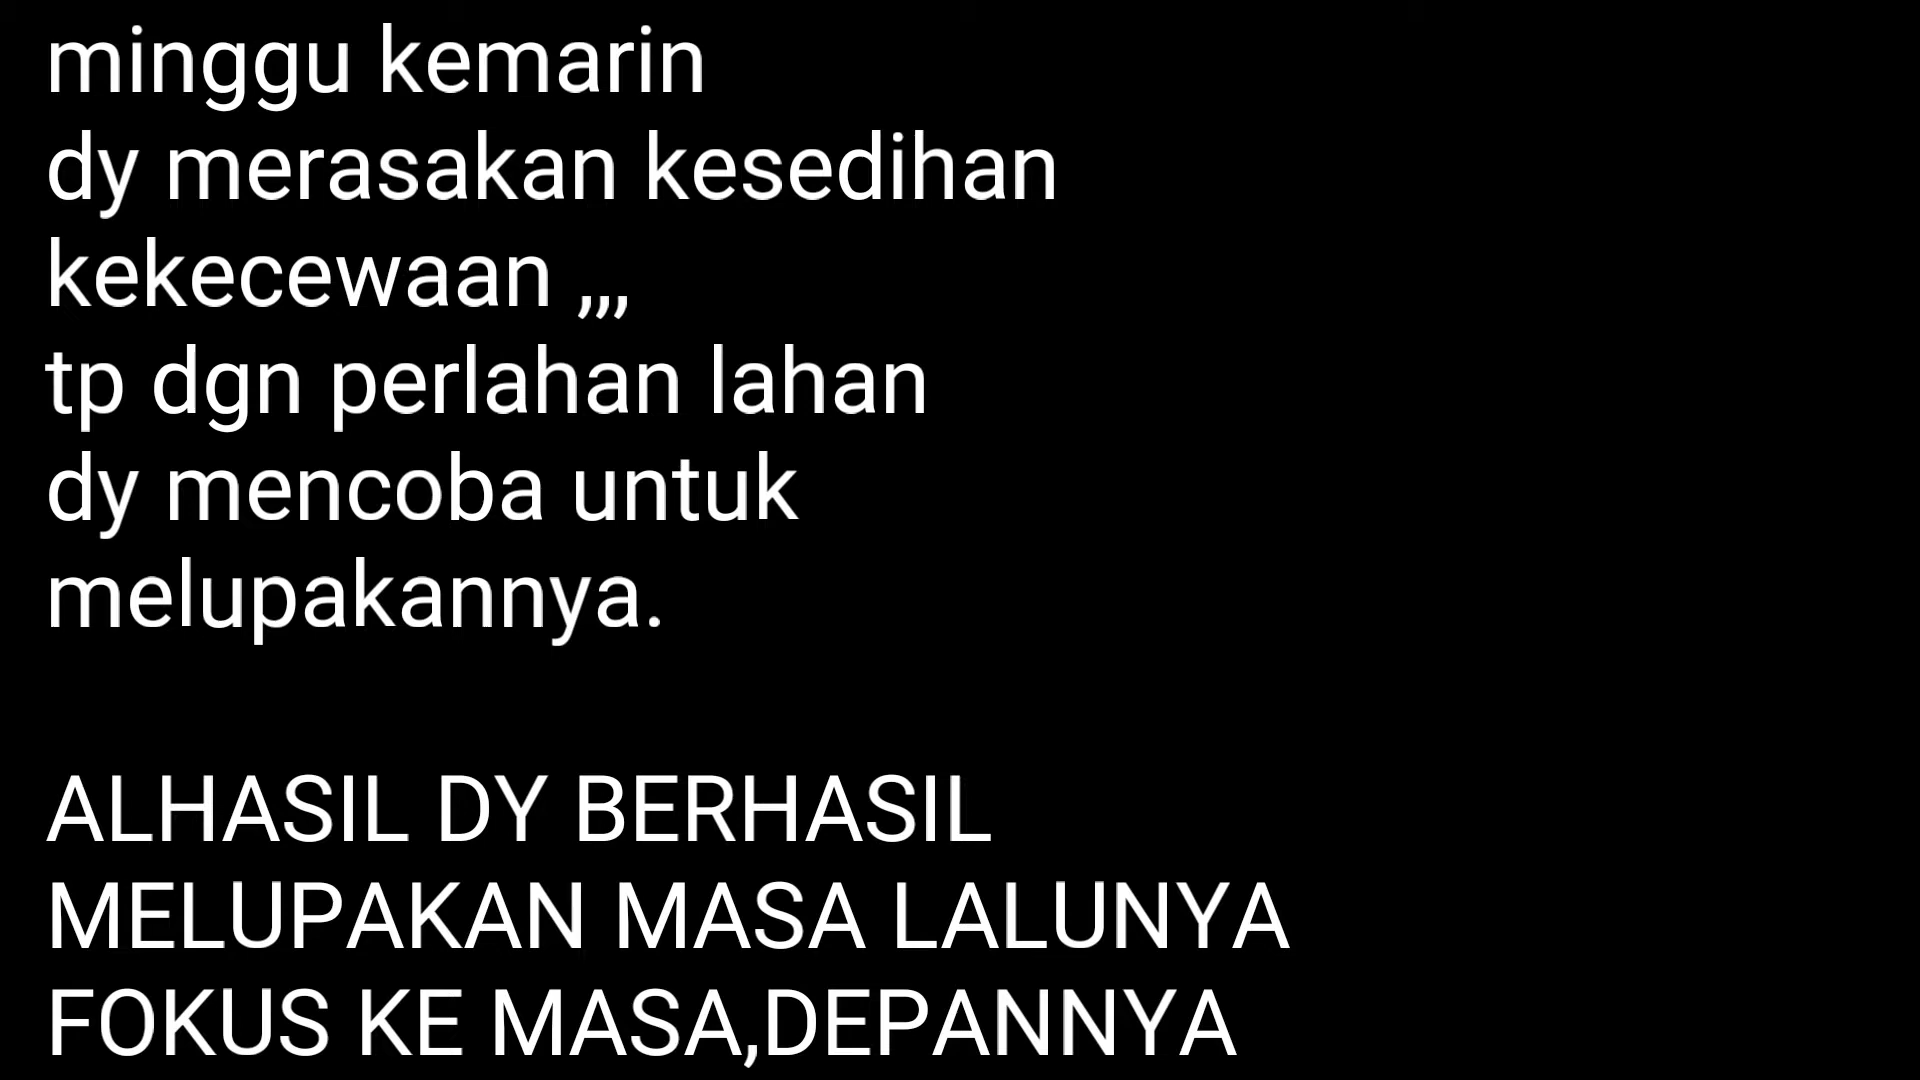 minggu kemarin
dy merasakan kesedihan
kekecewaan ,,,
tp dgn perlahan lahan
dy mencoba untuk
melupakannya.
ALHASIL DY BERHASIL
MELUPAKAN MASA LALUNYA
FOKUS KE MASA,DEPANNYA